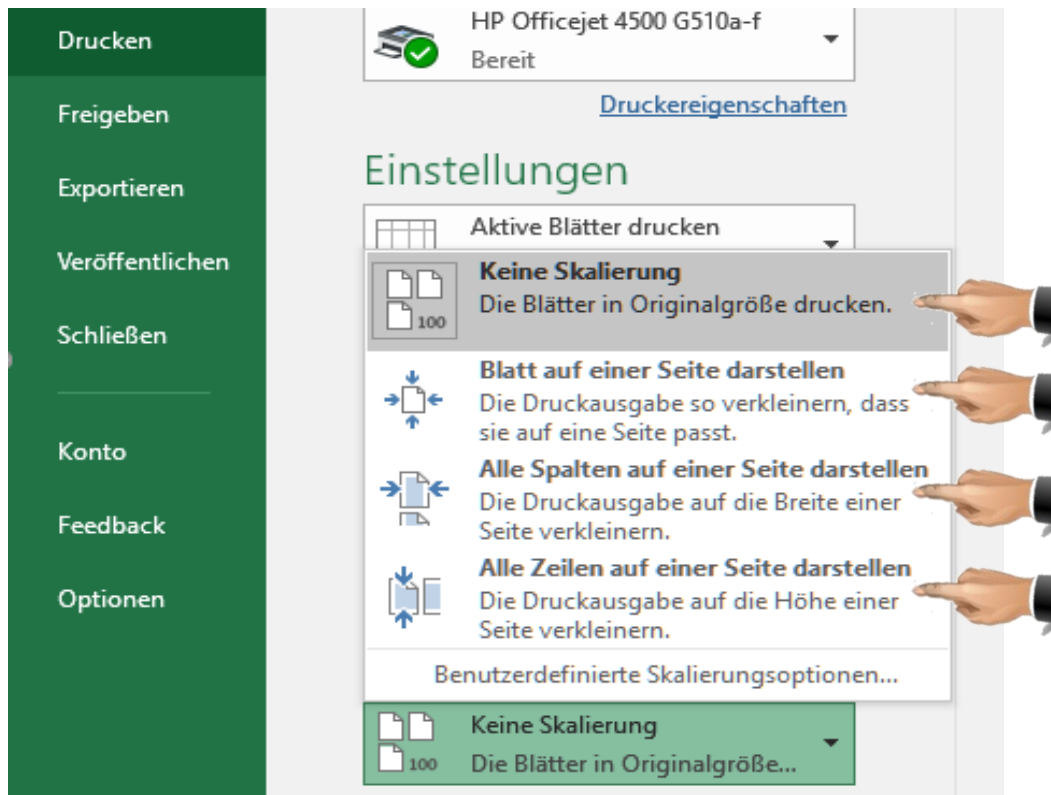 Drucken
Freigeben
Exportieren
Veröffentlichen
Schließen
Konto
Feedback
Optionen
HP Officejet 4500 G510a-f
Bereit
Druckereigenschaften
Einstellungen
Aktive Blätter drucken
Keine Skalierung
Die Blätter in Originalgröße drucken.
100
Blatt auf einer Seite darstellen
Die Druckausgabe so verkleinern, dass
sie auf eine Seite passt.
Alle Spalten auf einer Seite darstellen
Die Druckausgabe auf die Breite einer
Seite verkleinern.
Alle Zeilen auf einer Seite darstellen
Die Druckausgabe auf die Höhe einer
Seite verkleinern.
Benutzerdefinierte Skalierungsoptionen...
Keine Skalierung
100
Die Blätter in Originalgröße...